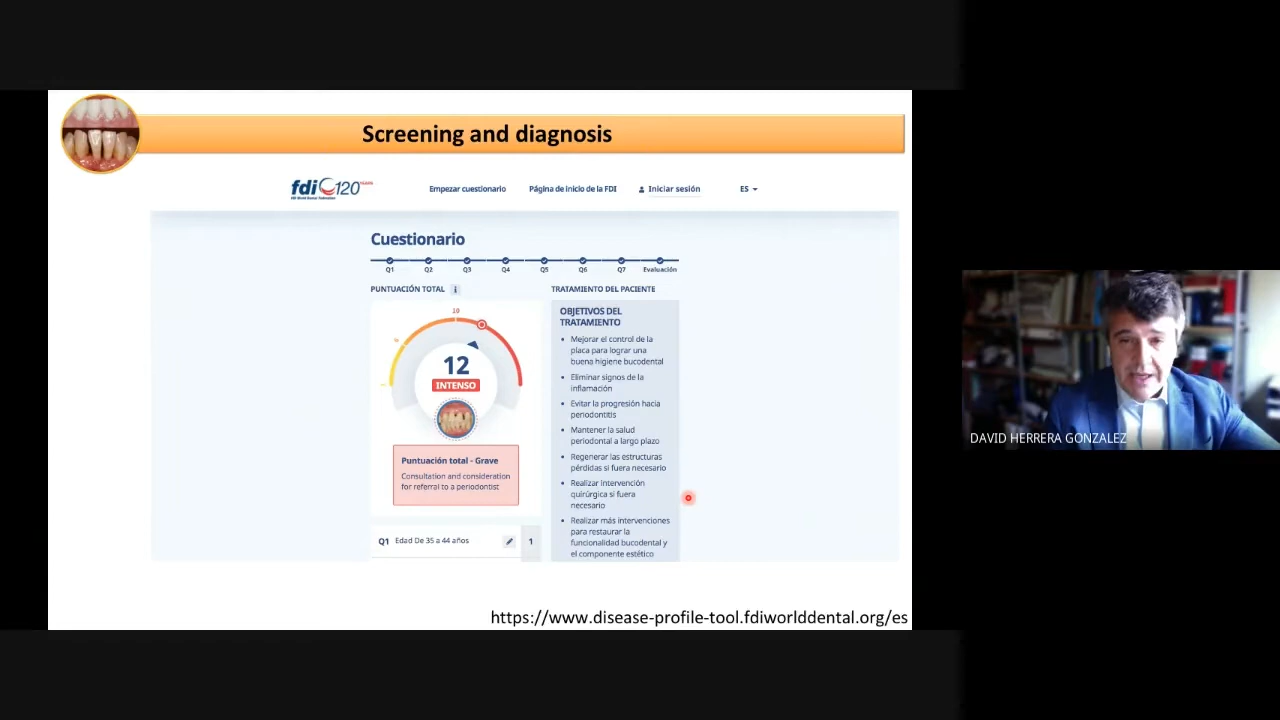 Screening and diagnosis
fdi 120
FDI World Dental Federation
Empezar cuestionario
Página de inicio de la FDI
Iniciar sesión
ES
Cuestionario
Q1 Q2 Q3 Q4 Q5 Q6 Q7 Evaluación
PUNTUACIÓN TOTAL i
10
12
INTENSO
Puntuación total - Grave
Consultation and consideration
for referral to a periodontist
Q1 Edad De 35 a 44 años 1
TRATAMIENTO DEL PACIENTE
OBJETIVOS DEL
TRATAMIENTO
Mejorar el control de la
placa para lograr una
buena higiene bucodental
Eliminar signos de la
inflamación
Evitar la progresión hacia
periodontitis
Mantener la salud
periodontal a largo plazo
Regenerar las estructuras
pérdidas si fuera necesario
Realizar intervención
quirúrgica si fuera
necesario
Realizar más intervenciones
para restaurar la
funcionalidad bucodental y
el componente estético
https://www.disease-profile-tool.fdiworlddental.org/es
DAVID HERRERA GONZALEZ